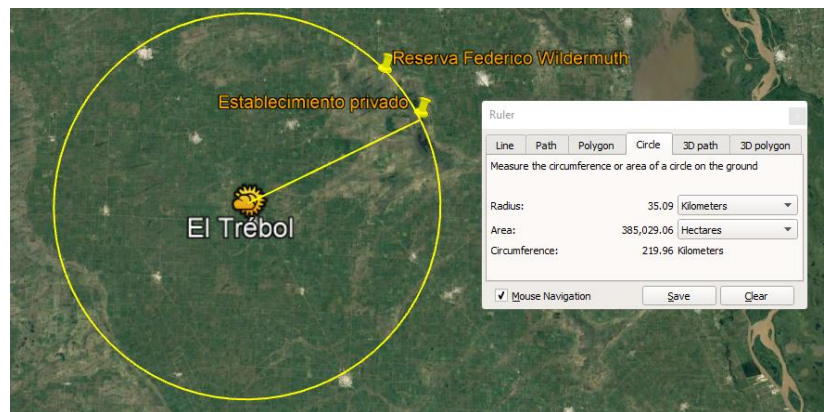 Reserva Federico Wildermuth
Establecimiento privado
El Trébol
Ruler
Line Path Polygon Circle 3D path 3D polygon
Measure the circumference or area of a circle on the ground
Radius: 35.09 Kilometers
Area: 385,029.06 Hectares
Circumference: 219.96 Kilometers
Mouse Navigation Save Clear